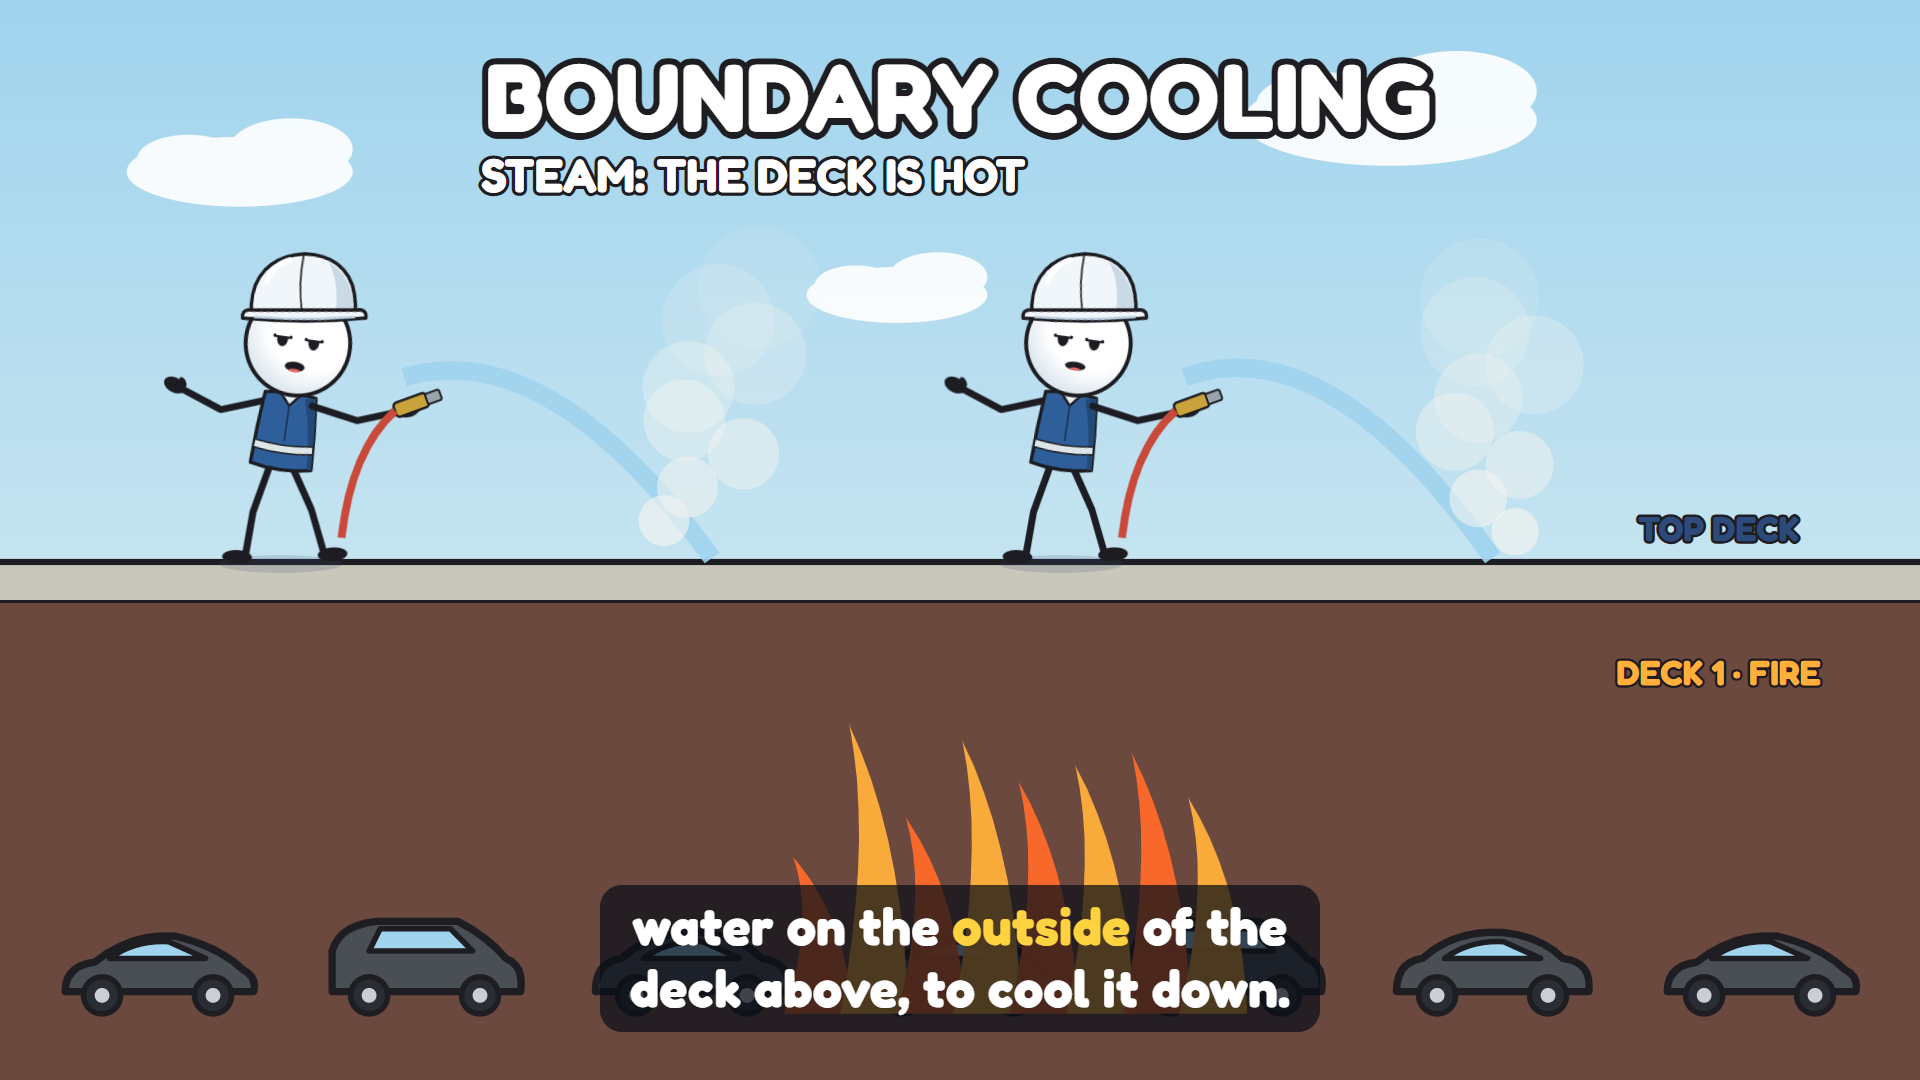 BOUNDARY COOLING
STEAM: THE DECK IS HOT
TOP DECK
DECK 1 · FIRE
water on the outside of the
deck above, to cool it down.